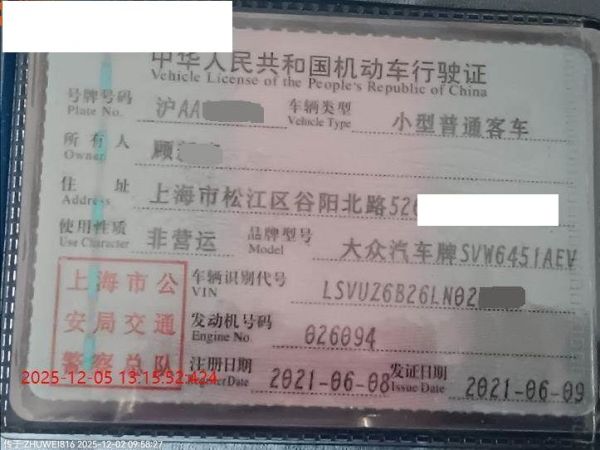 中华人民共和国机动车行驶证
Vehicle License of the People's Republic of China
号牌号码 沪AA 车辆类型 小型普通客车
Plate No. Vehicle Type
所有人 顾
Owner
住址 上海市松江区谷阳北路526
Address
使用性质 非营运 品牌型号 大众汽车牌SVW6451AEV
Use Character Model
上海市公 车辆识别代号 LSVUZ6B26LN02
VIN
安局交通 发动机号码 026094
Engine No.
警察总队 注册日期 2021-06-08 发证日期 2021-06-09
Register Date Issue Date
2025-12-05 13:15:52.424
传于 ZHUWEI816 2025-12-02 09:58:27